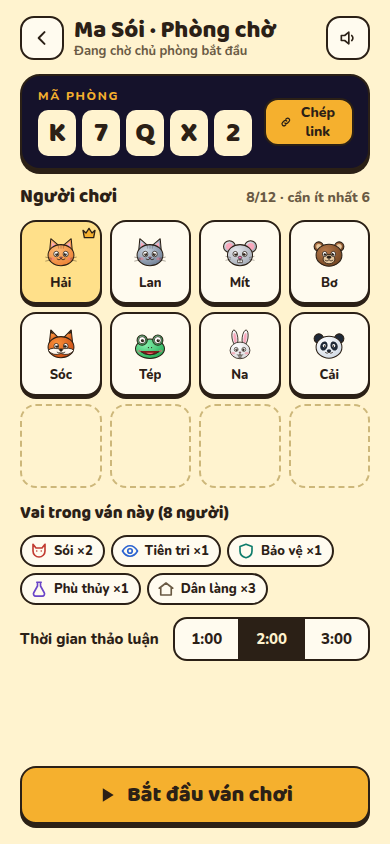 Ma Sói · Phòng chờ
Đang chờ chủ phòng bắt đầu
MÃ PHÒNG
K 7 Q X 2
Chép
link
Người chơi
8/12 · cần ít nhất 6
Hải Lan Mít Bơ
Sóc Tép Na Cải
Vai trong ván này (8 người)
Sói ×2 Tiên tri ×1 Bảo vệ ×1
Phù thủy ×1 Dân làng ×3
Thời gian thảo luận 1:00 2:00 3:00
Bắt đầu ván chơi